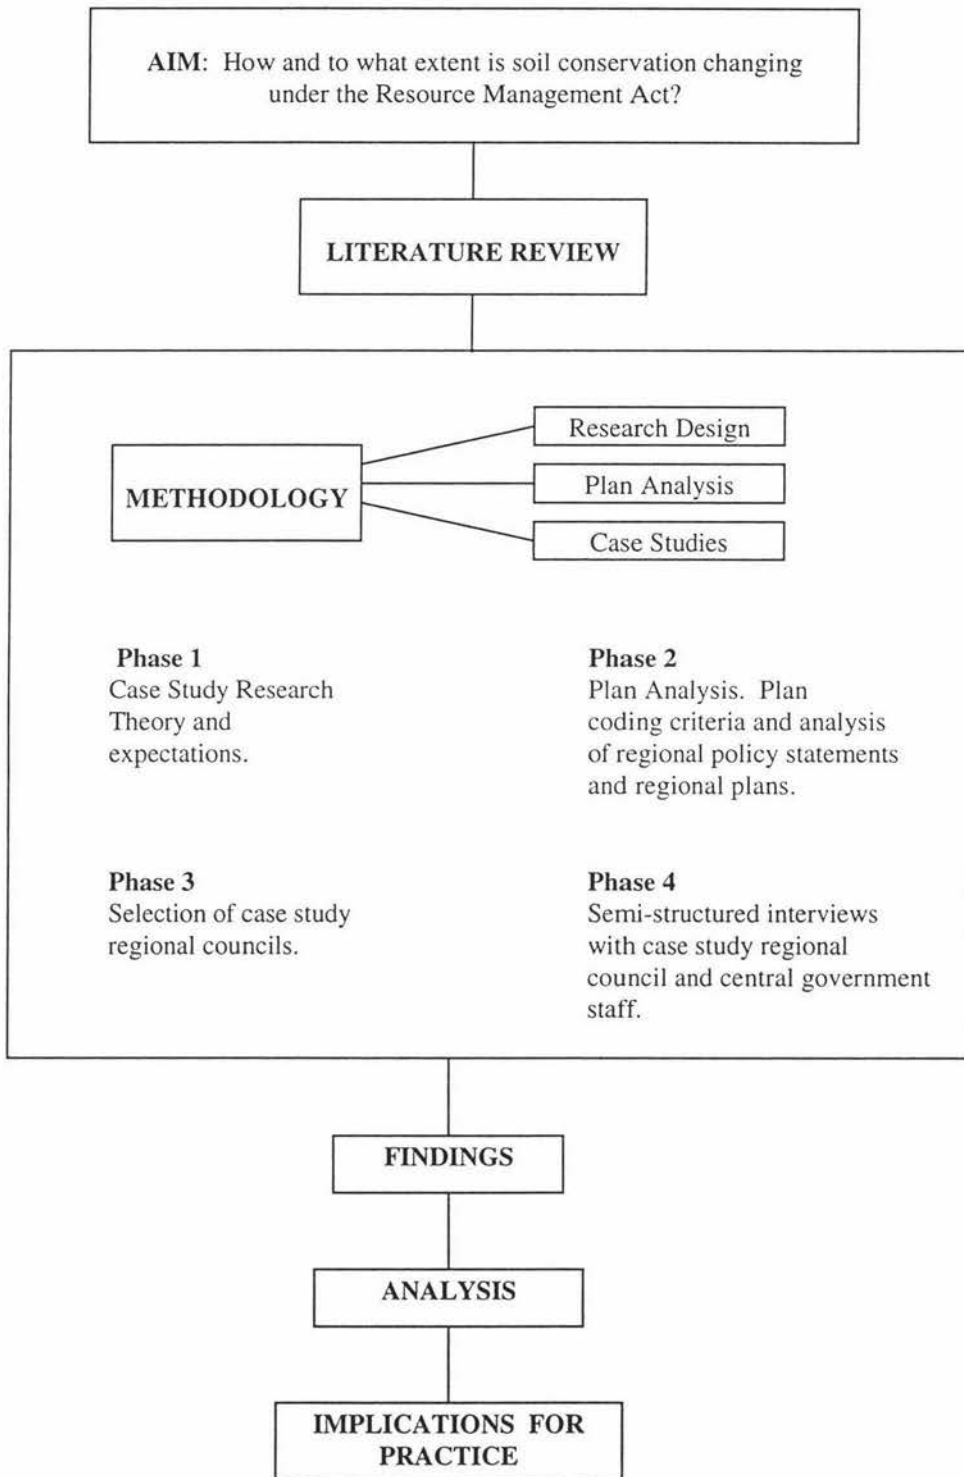 AIM: How and to what extent is soil conservation changing
under the Resource Management Act?
LITERATURE REVIEW
METHODOLOGY
Research Design
Plan Analysis
Case Studies
Phase 1
Case Study Research
Theory and
expectations.
Phase 2
Plan Analysis. Plan
coding criteria and analysis
of regional policy statements
and regional plans.
Phase 3
Selection of case study
regional councils.
Phase 4
Semi-structured interviews
with case study regional
council and central government
staff.
FINDINGS
ANALYSIS
IMPLICATIONS FOR
PRACTICE